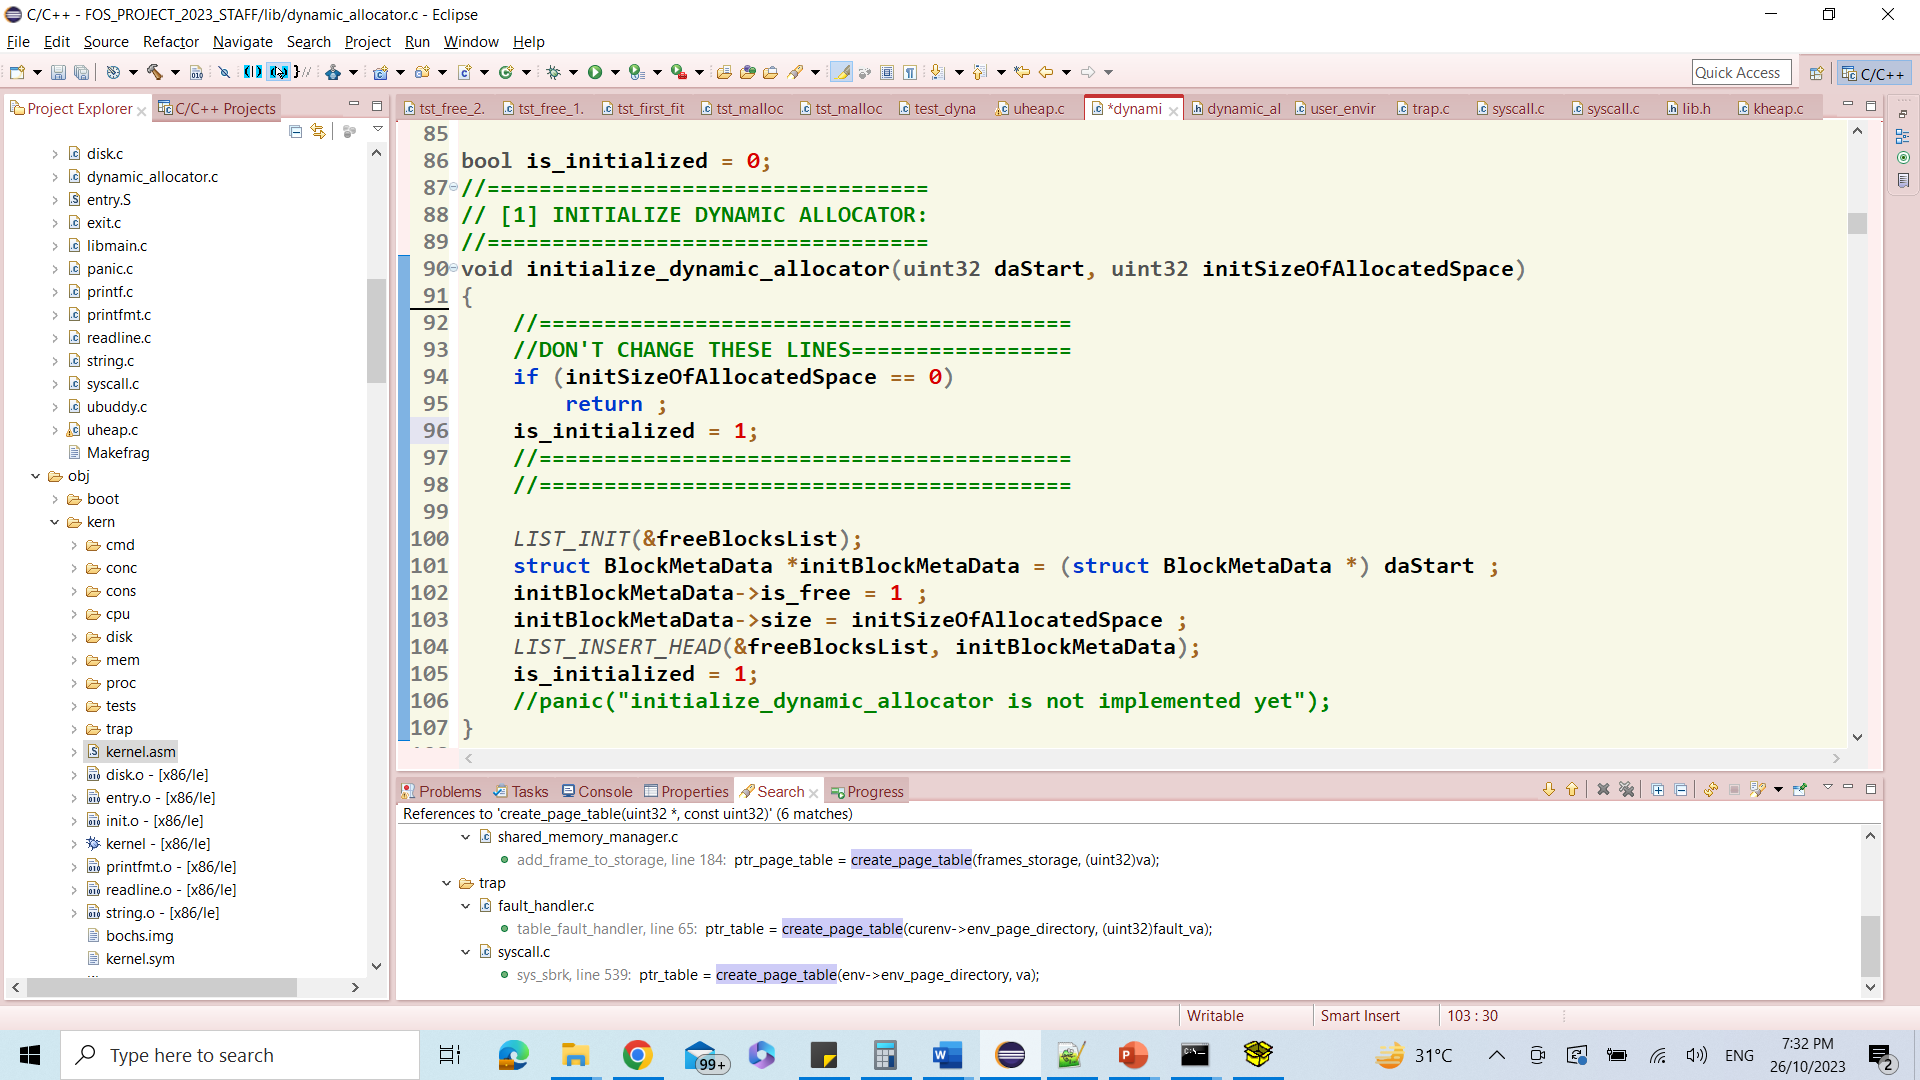 C/C++ - FOS_PROJECT_2023_STAFF/lib/dynamic_allocator.c - Eclipse
File Edit Source Refactor Navigate Search Project Run Window Help
Quick Access
C/C++
Project Explorer
C/C++ Projects
disk.c
dynamic_allocator.c
entry.S
exit.c
libmain.c
panic.c
printf.c
printfmt.c
readline.c
string.c
syscall.c
ubuddy.c
uheap.c
Makefrag
obj
boot
kern
cmd
conc
cons
cpu
disk
mem
proc
tests
trap
kernel.asm
disk.o - [x86/le]
entry.o - [x86/le]
init.o - [x86/le]
kernel - [x86/le]
printfmt.o - [x86/le]
readline.o - [x86/le]
string.o - [x86/le]
bochs.img
kernel.sym
tst_free_2. tst_free_1. tst_first_fit tst_malloc tst_malloc test_dyna uheap.c *dynami dynamic_al user_envir trap.c syscall.c syscall.c lib.h kheap.c
85
86 bool is_initialized = 0;
87 //==================================
88 // [1] INITIALIZE DYNAMIC ALLOCATOR:
89 //==================================
90 void initialize_dynamic_allocator(uint32 daStart, uint32 initSizeOfAllocatedSpace)
91 {
92 //=========================================
93 //DON'T CHANGE THESE LINES=================
94 if (initSizeOfAllocatedSpace == 0)
95 return ;
96 is_initialized = 1;
97 //=========================================
98 //=========================================
99
100 LIST_INIT(&freeBlocksList);
101 struct BlockMetaData *initBlockMetaData = (struct BlockMetaData *) daStart ;
102 initBlockMetaData->is_free = 1 ;
103 initBlockMetaData->size = initSizeOfAllocatedSpace ;
104 LIST_INSERT_HEAD(&freeBlocksList, initBlockMetaData);
105 is_initialized = 1;
106 //panic("initialize_dynamic_allocator is not implemented yet");
107 }
Problems Tasks Console Properties Search Progress
References to 'create_page_table(uint32 *, const uint32)' (6 matches)
shared_memory_manager.c
add_frame_to_storage, line 184: ptr_page_table = create_page_table(frames_storage, (uint32)va);
trap
fault_handler.c
table_fault_handler, line 65: ptr_table = create_page_table(curenv->env_page_directory, (uint32)fault_va);
syscall.c
sys_sbrk, line 539: ptr_table = create_page_table(env->env_page_directory, va);
Writable Smart Insert 103 : 30
Type here to search
99+
31°C
ENG
7:32 PM
26/10/2023
2